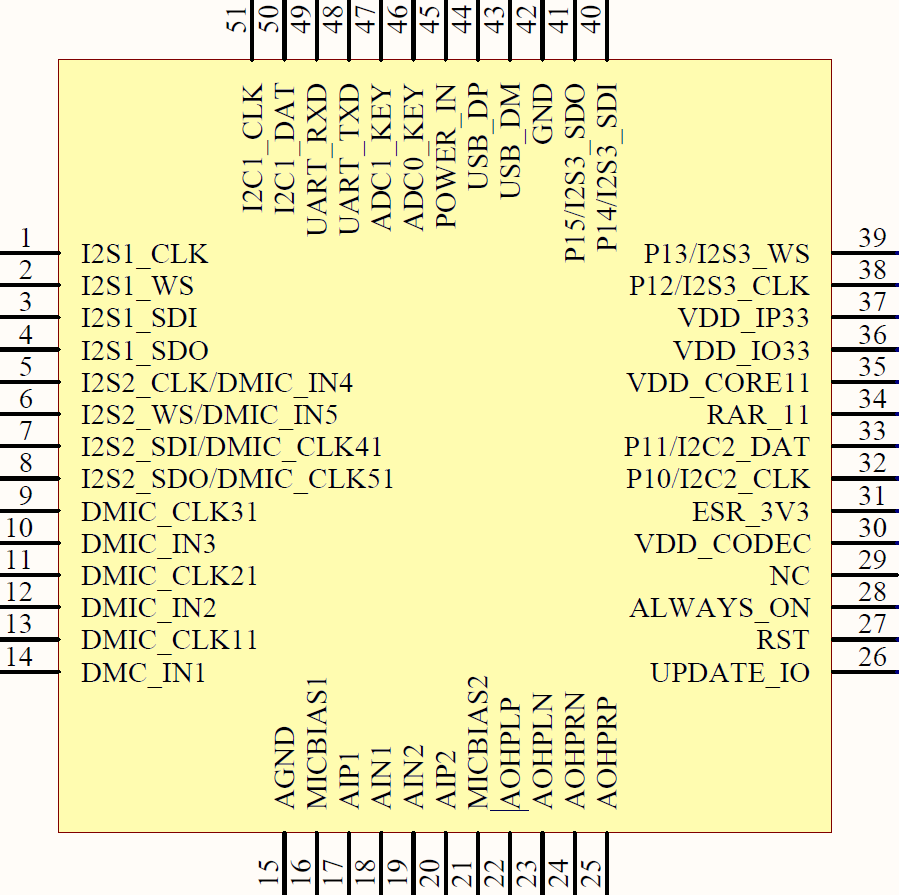 51
50
49
48
47
46
45
44
43
42
41
40
I2C1_CLK
I2C1_DAT
UART_RXD
UART_TXD
ADC1_KEY
ADC0_KEY
POWER_IN
USB_DP
USB_DM
GND
P15/I2S3_SDO
P14/I2S3_SDI
1 I2S1_CLK
2 I2S1_WS
3 I2S1_SDI
4 I2S1_SDO
5 I2S2_CLK/DMIC_IN4
6 I2S2_WS/DMIC_IN5
7 I2S2_SDI/DMIC_CLK41
8 I2S2_SDO/DMIC_CLK51
9 DMIC_CLK31
10 DMIC_IN3
11 DMIC_CLK21
12 DMIC_IN2
13 DMIC_CLK11
14 DMC_IN1
P13/I2S3_WS 39
P12/I2S3_CLK 38
VDD_IP33 37
VDD_IO33 36
VDD_CORE11 35
RAR_11 34
P11/I2C2_DAT 33
P10/I2C2_CLK 32
ESR_3V3 31
VDD_CODEC 30
NC 29
ALWAYS_ON 28
RST 27
UPDATE_IO 26
AGND
MICBIAS1
AIP1
AIN1
AIN2
AIP2
MICBIAS2
AOHPLP
AOHPLN
AOHPRN
AOHPRP
15
16
17
18
19
20
21
22
23
24
25